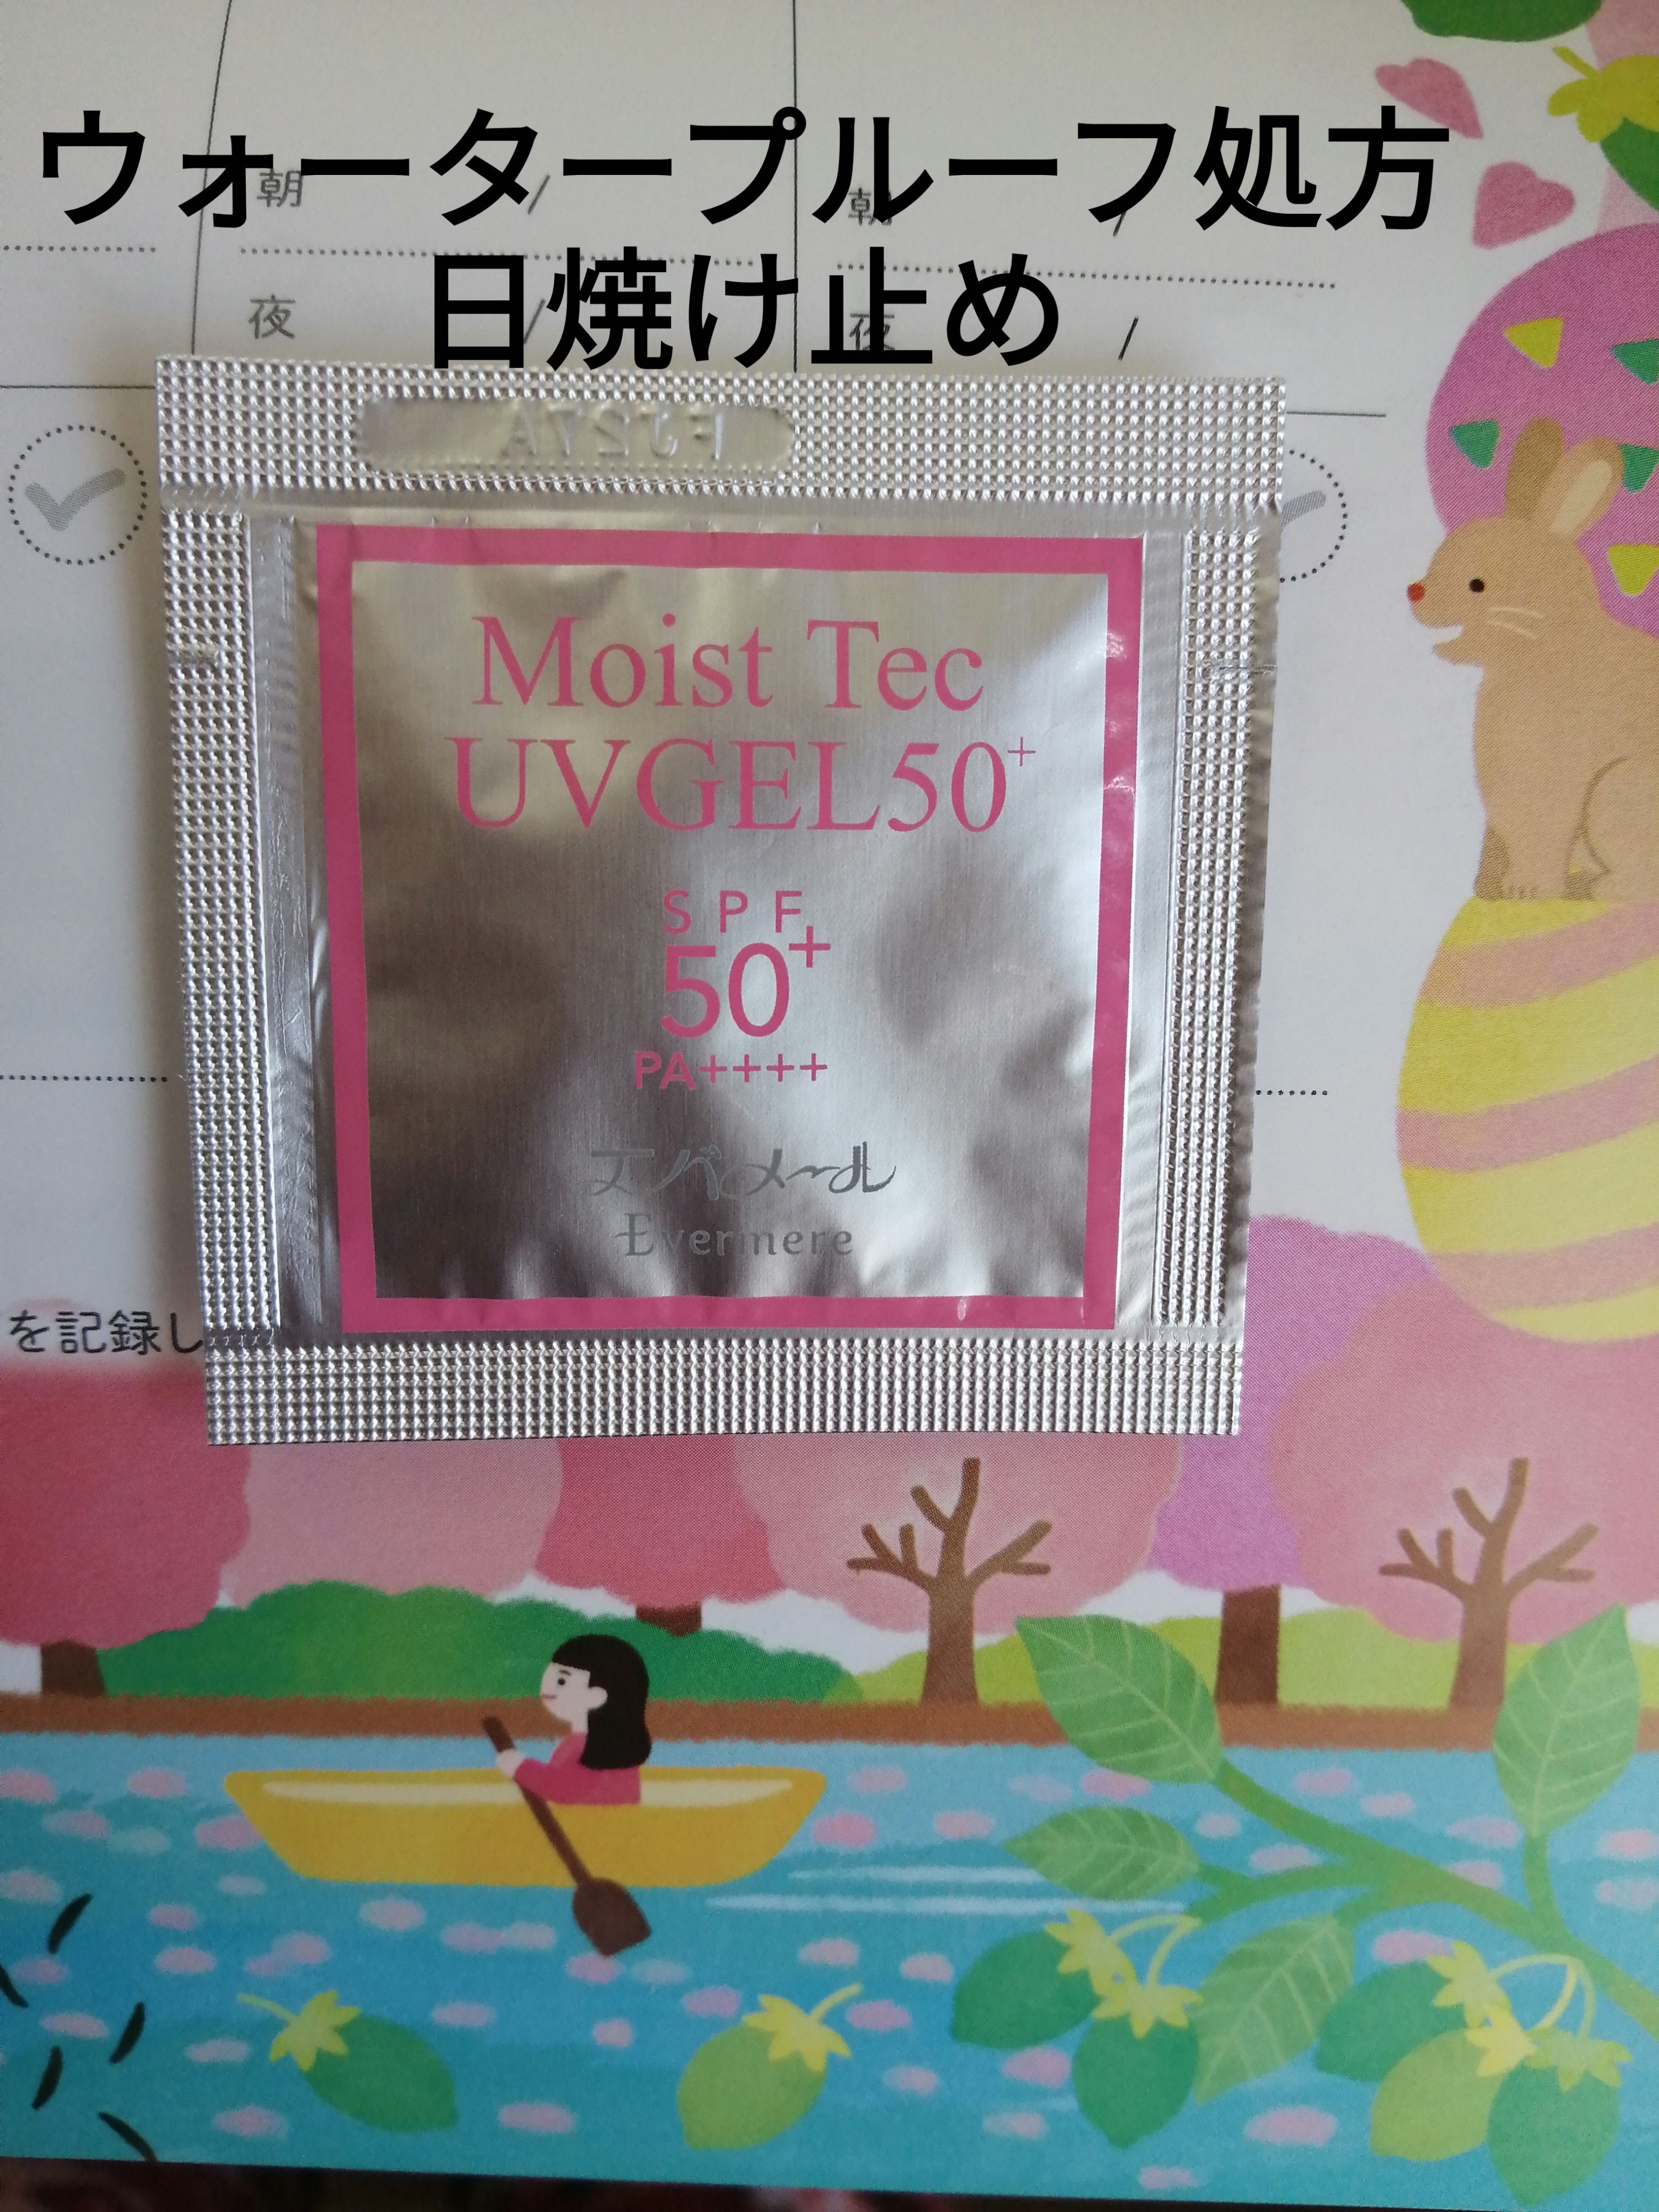 ウォータープルーフ処方
日焼け止め
朝 / 朝 /
夜 / 夜 /
Moist Tec
UVGEL50+
SPF
50+
PA++++
エバメール
Evermere
を記録し